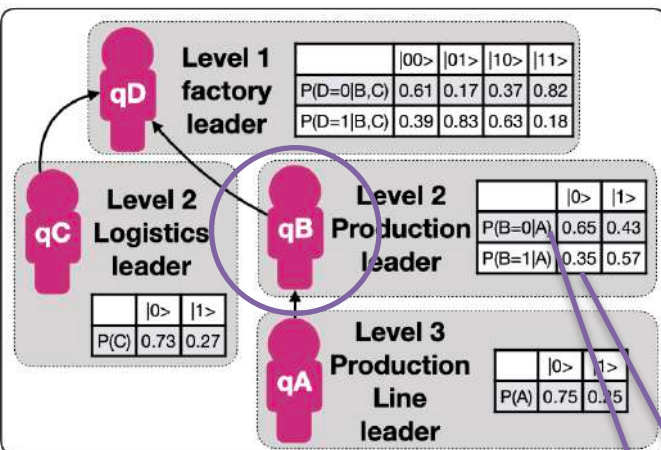 Level 1
factory
leader
qD
|00> |01> |10> |11>
P(D=0|B,C) 0.61 0.17 0.37 0.82
P(D=1|B,C) 0.39 0.83 0.63 0.18
qC
Level 2
Logistics
leader
|0> |1>
P(C) 0.73 0.27
qB
Level 2
Production
leader
|0> |1>
P(B=0|A) 0.65 0.43
P(B=1|A) 0.35 0.57
qA
Level 3
Production
Line
leader
|0> |1>
P(A) 0.75 0.25